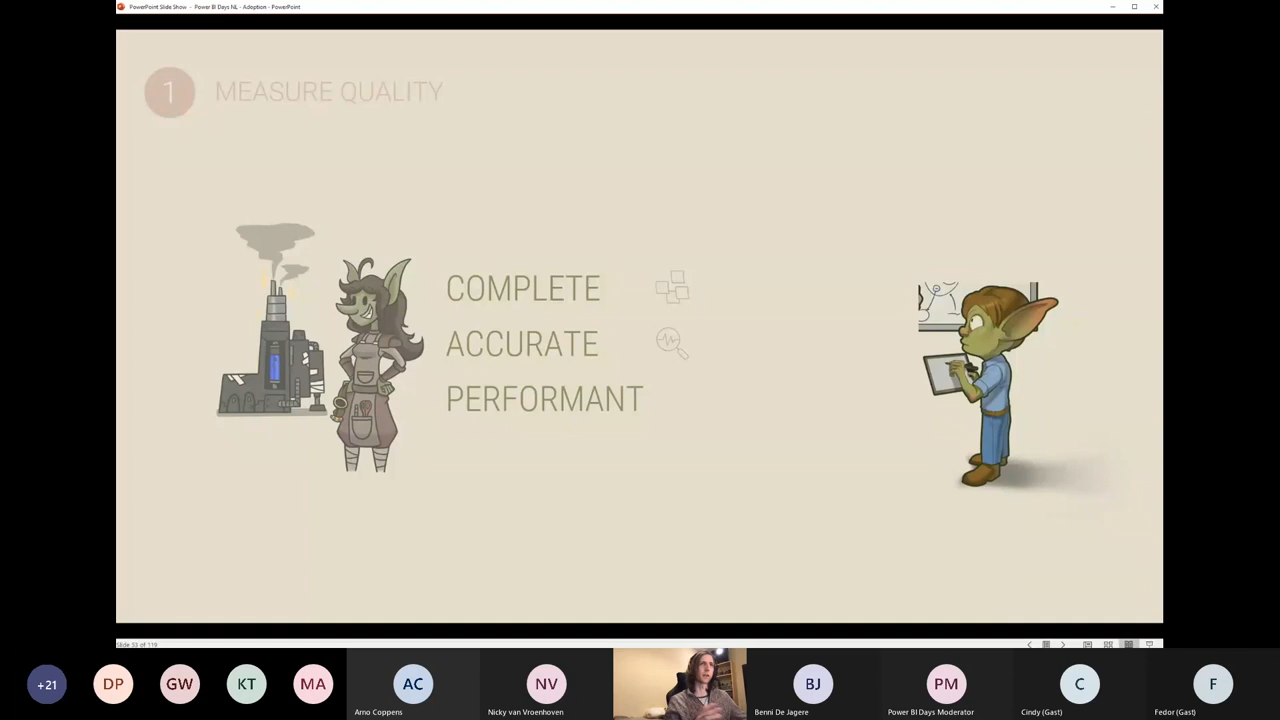 PowerPoint Slide Show - Power BI Days NL - Adoption - PowerPoint
1 MEASURE QUALITY
COMPLETE
ACCURATE
PERFORMANT
Slide 53 of 119
+21 DP GW KT MA AC NV BJ PM C F
Arno Coppens Nicky van Vroenhoven Benni De Jagere Power BI Days Moderator Cindy (Gast) Fedor (Gast)